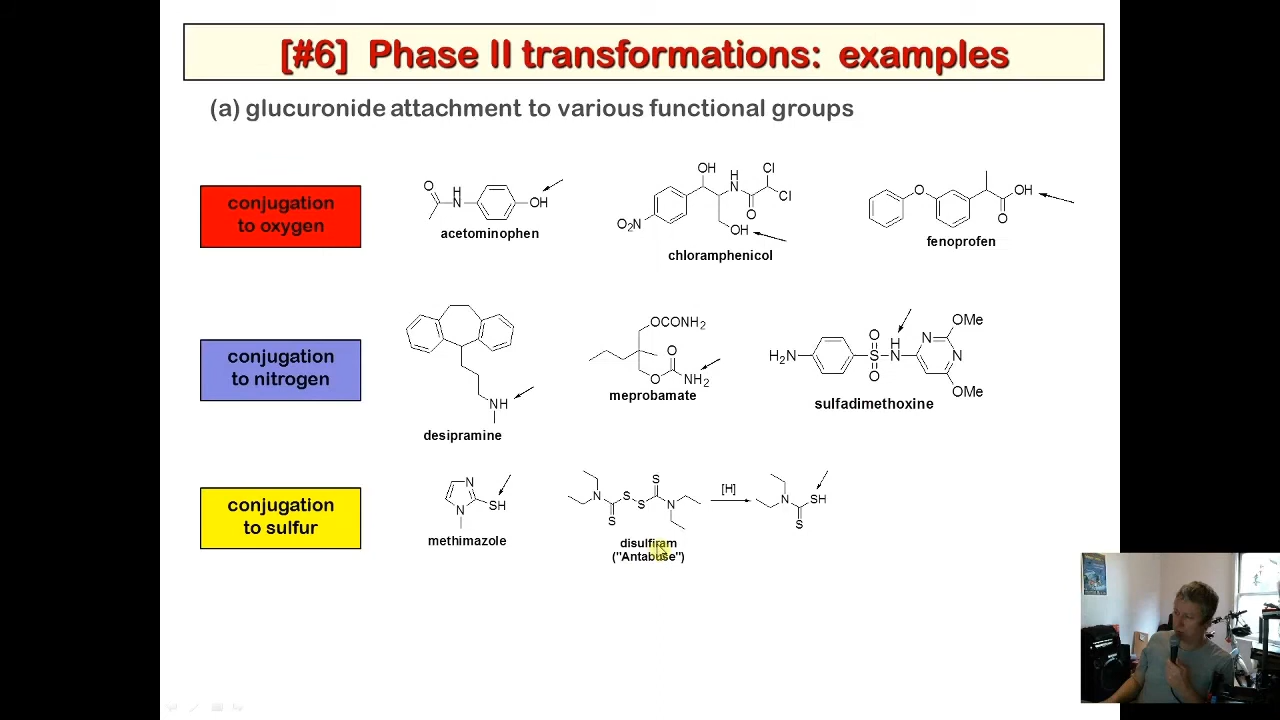 [#6] Phase II transformations: examples
(a) glucuronide attachment to various functional groups
conjugation
to oxygen
O
H
N
OH
acetominophen
OH
H
N
Cl
Cl
O
O2N
OH
chloramphenicol
O
OH
O
fenoprofen
conjugation
to nitrogen
NH
desipramine
OCONH2
O
O
NH2
meprobamate
H2N
O
S
O
H
N
N
N
OMe
OMe
sulfadimethoxine
conjugation
to sulfur
N
N
SH
methimazole
N
S
S
S
S
N
disulfiram
("Antabuse")
[H]
N
SH
S